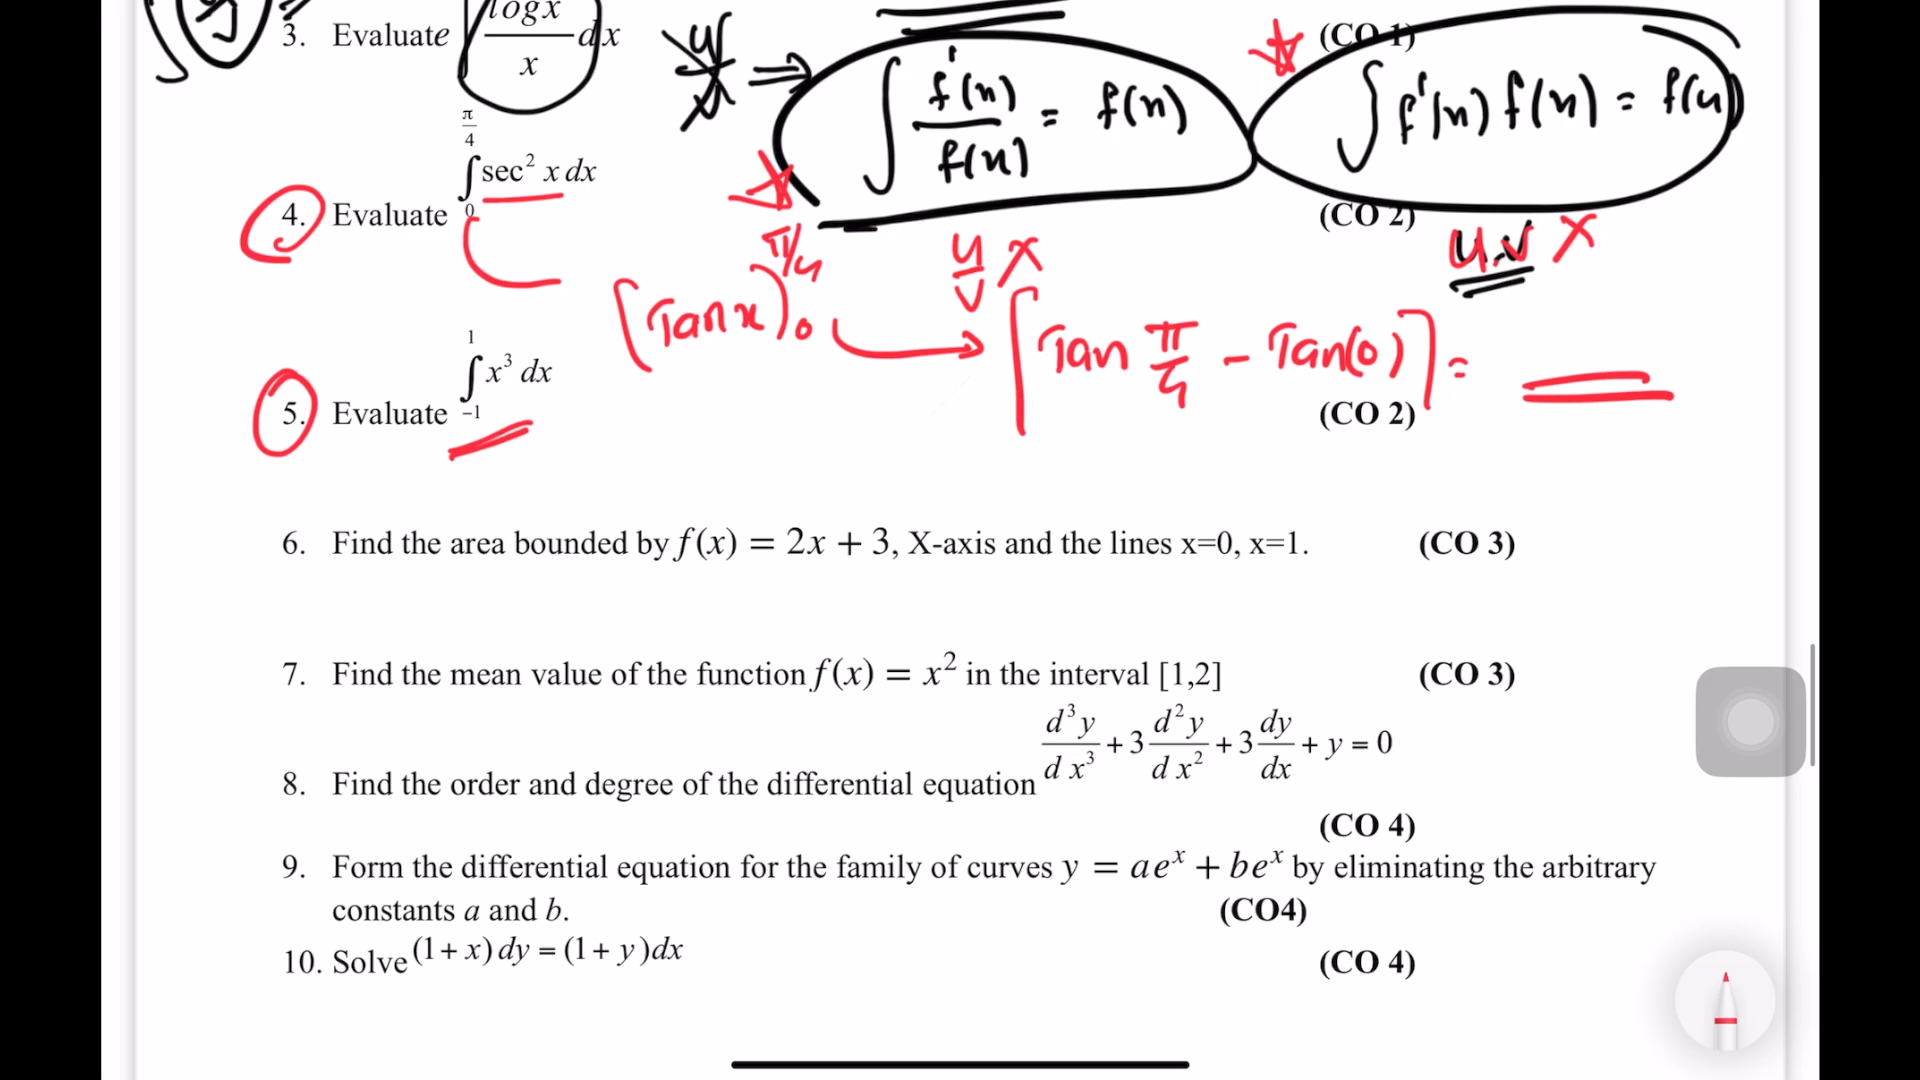 3. Evaluate ∫ logx/x dx (CO 1)
y/x ⇒ ∫ f'(x)/f(x) = f(x)
∫ f'(x) f(x) = f(x)
4. Evaluate ∫₀^(π/4) sec² x dx (CO 2)
u/v X
u.v X
[Tan x]₀^(π/4) → [Tan π/4 - Tan(0)] =
5. Evaluate ∫₋₁¹ x³ dx (CO 2)
6. Find the area bounded by f(x) = 2x + 3, X-axis and the lines x=0, x=1. (CO 3)
7. Find the mean value of the function f(x) = x² in the interval [1,2] (CO 3)
8. Find the order and degree of the differential equation d³y/dx³ + 3 d²y/dx² + 3 dy/dx + y = 0
(CO 4)
9. Form the differential equation for the family of curves y = aeˣ + beˣ by eliminating the arbitrary
constants a and b. (CO4)
10. Solve (1 + x) dy = (1 + y)dx (CO 4)